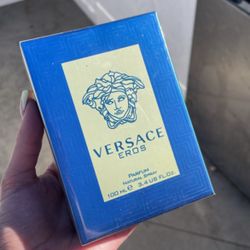 VERSACE
EROS
PARFUM
NATURAL SPRAY
100 ML ℮ 3.4 US FL.OZ.